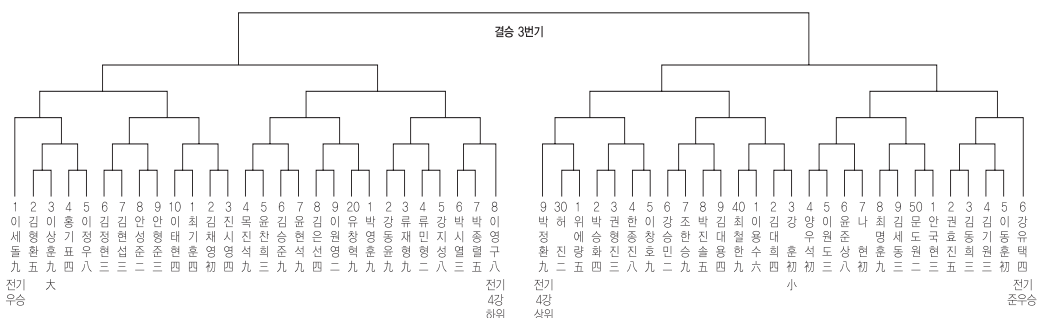 결승 3번기
1 이세돌九 전기 우승
2 김형환五
3 이상훈九 大
4 홍기표四
5 이정우八
6 김정현三
7 김현섭三
8 안성준二
9 안형준三
10 이태현四
1 최기훈四
2 김채영初
3 진시영四
4 목진석九
5 윤찬희三
6 김승준九
7 윤현석九
8 김은선四
9 이원영二
20 유창혁九
1 박영훈九
2 강동윤九
3 류재형九
4 류민형二
5 강지성八
6 박시열三
7 박종렬五
8 이영구八 전기 4강 하위
9 박정환九 전기 4강 상위
30 허 진二
1 위에량五
2 박승화四
3 권형진三
4 한종진八
5 이창호九
6 강승민二
7 조한승九
8 박진솔五
9 김대용四
40 최철한九
1 이용수六
2 김대희四
3 강 훈初 小
4 양우석初
5 이원도三
6 윤준상八
7 나 현初
8 최명훈九
9 김세동三
50 문도원二
1 안국현三
2 권효진五
3 김동희三
4 김기원三
5 이동훈初
6 강유택四 전기 준우승